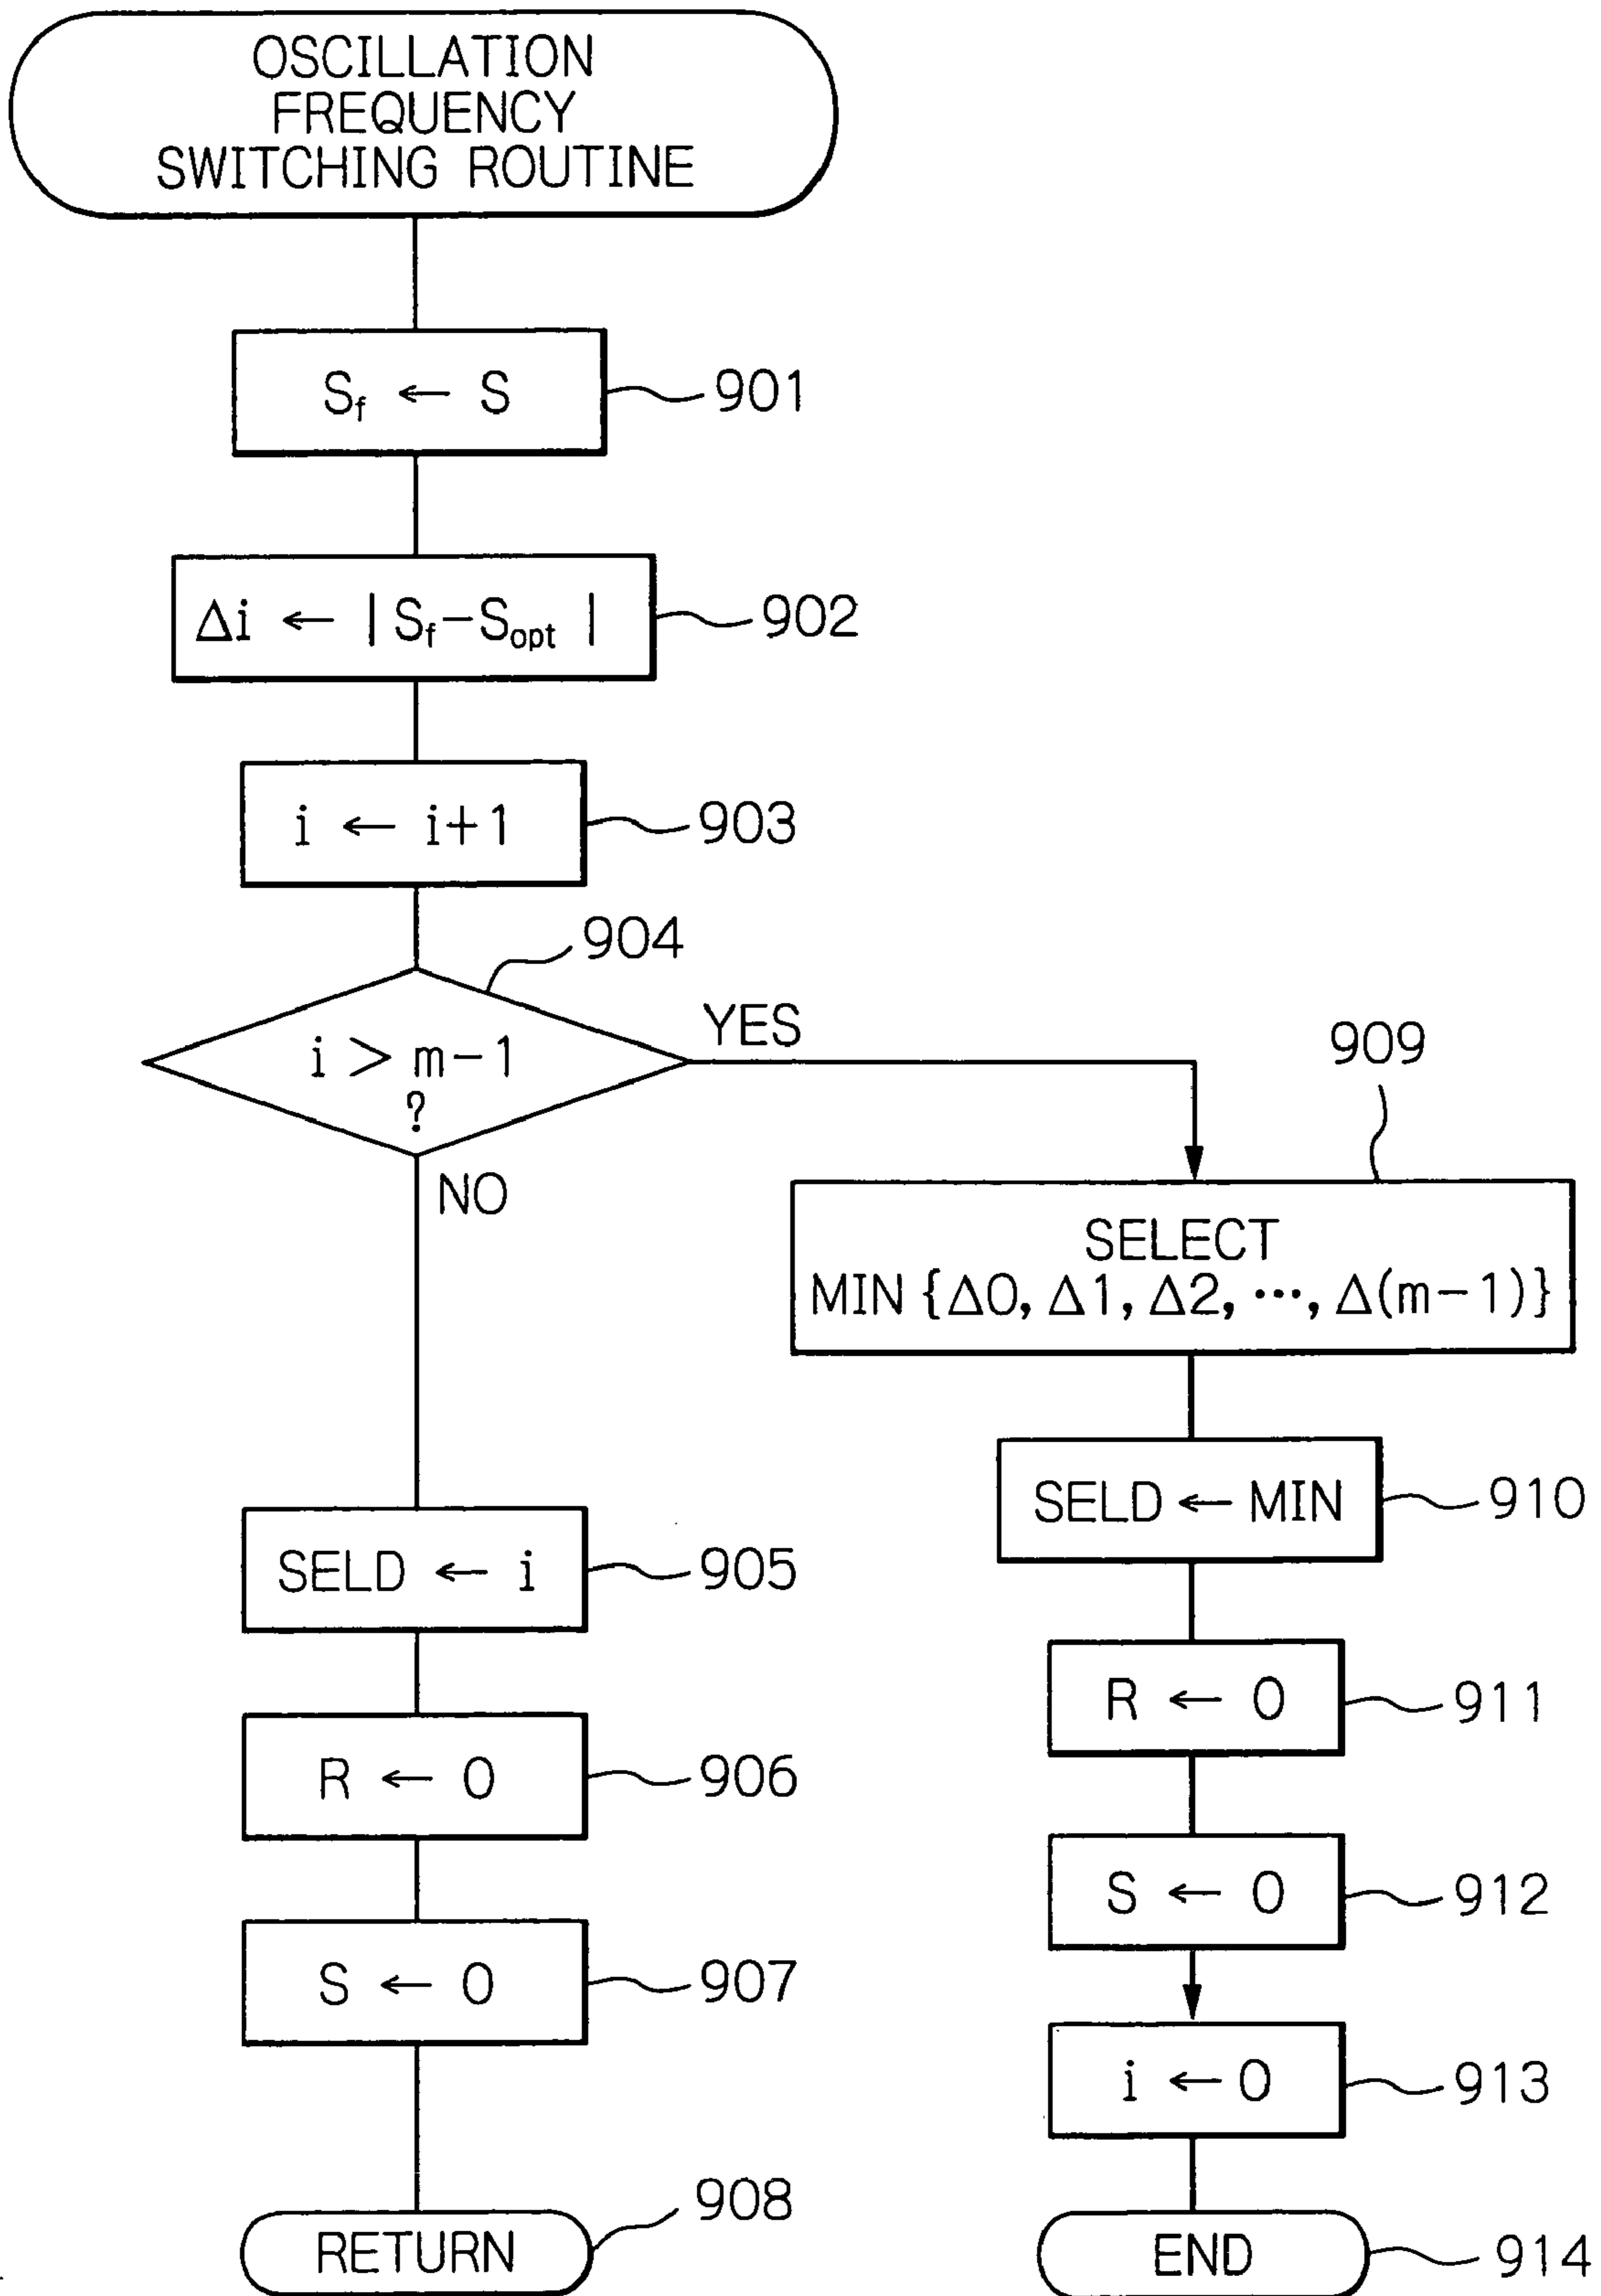 OSCILLATION
FREQUENCY
SWITCHING ROUTINE
Sf ← S
901
Δi ← | Sf−Sopt |
902
i ← i+1
903
904
i > m−1
?
YES
NO
SELD ← i
905
R ← 0
906
S ← 0
907
RETURN
908
909
SELECT
MIN {Δ0, Δ1, Δ2, ⋯, Δ(m−1)}
SELD ← MIN
910
R ← 0
911
S ← 0
912
i ← 0
913
END
914